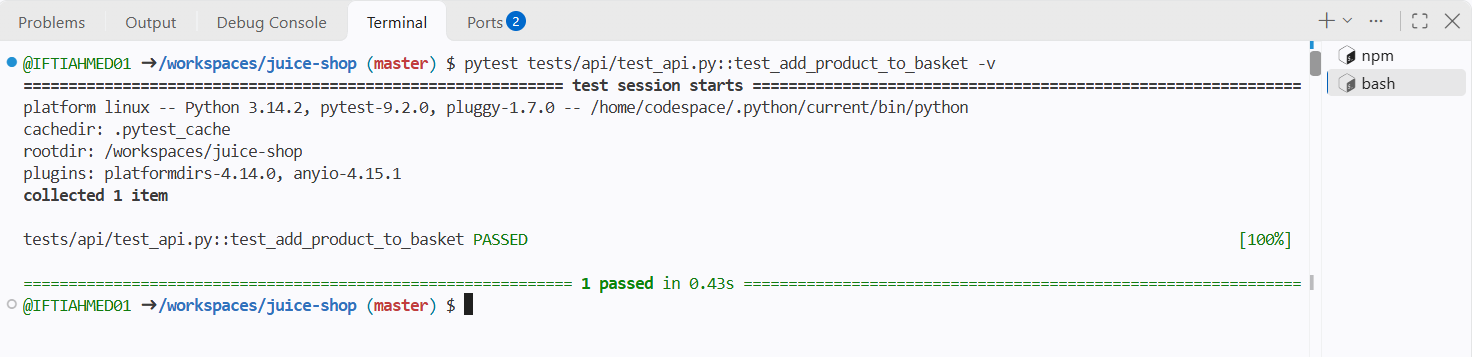 Problems Output Debug Console Terminal Ports 2
@IFTIAHMED01 →/workspaces/juice-shop (master) $ pytest tests/api/test_api.py::test_add_product_to_basket -v
============================================================ test session starts =============================================================
platform linux -- Python 3.14.2, pytest-9.2.0, pluggy-1.7.0 -- /home/codespace/.python/current/bin/python
cachedir: .pytest_cache
rootdir: /workspaces/juice-shop
plugins: platformdirs-4.14.0, anyio-4.15.1
collected 1 item
tests/api/test_api.py::test_add_product_to_basket PASSED [100%]
============================================================= 1 passed in 0.43s ==============================================================
@IFTIAHMED01 →/workspaces/juice-shop (master) $
npm
bash